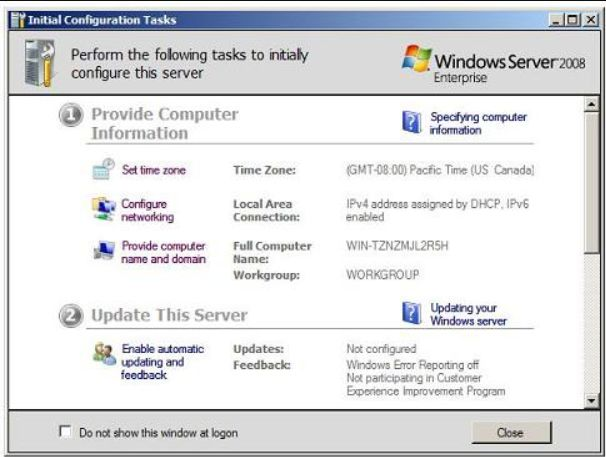 Initial Configuration Tasks
Perform the following tasks to initially
configure this server
Windows Server 2008
Enterprise
1 Provide Computer
Information
Specifying computer
information
Set time zone Time Zone: (GMT-08:00) Pacific Time (US Canada)
Configure
networking
Local Area
Connection:
IPv4 address assigned by DHCP, IPv6
enabled
Provide computer
name and domain
Full Computer
Name:
WIN-TZNZMJL2R5H
Workgroup: WORKGROUP
2 Update This Server
Updating your
Windows server
Enable automatic
updating and
feedback
Updates: Not configured
Feedback: Windows Error Reporting off
Not participating in Customer
Experience Improvement Program
Do not show this window at logon
Close